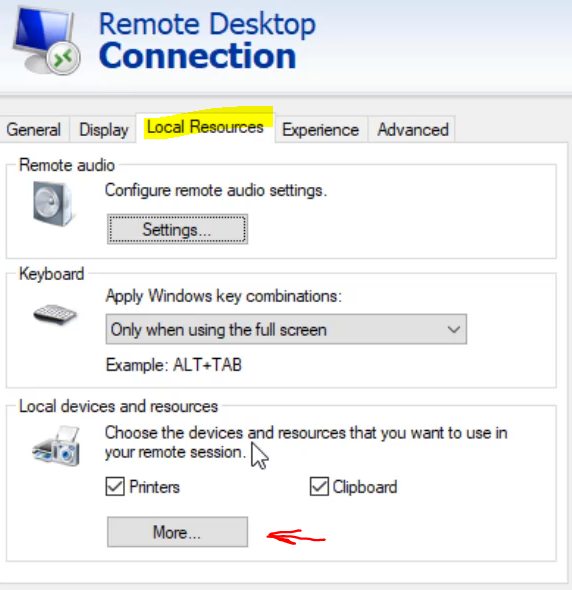 Remote Desktop
Connection
General Display Local Resources Experience Advanced
Remote audio
Configure remote audio settings.
Settings...
Keyboard
Apply Windows key combinations:
Only when using the full screen
Example: ALT+TAB
Local devices and resources
Choose the devices and resources that you want to use in
your remote session.
Printers Clipboard
More...